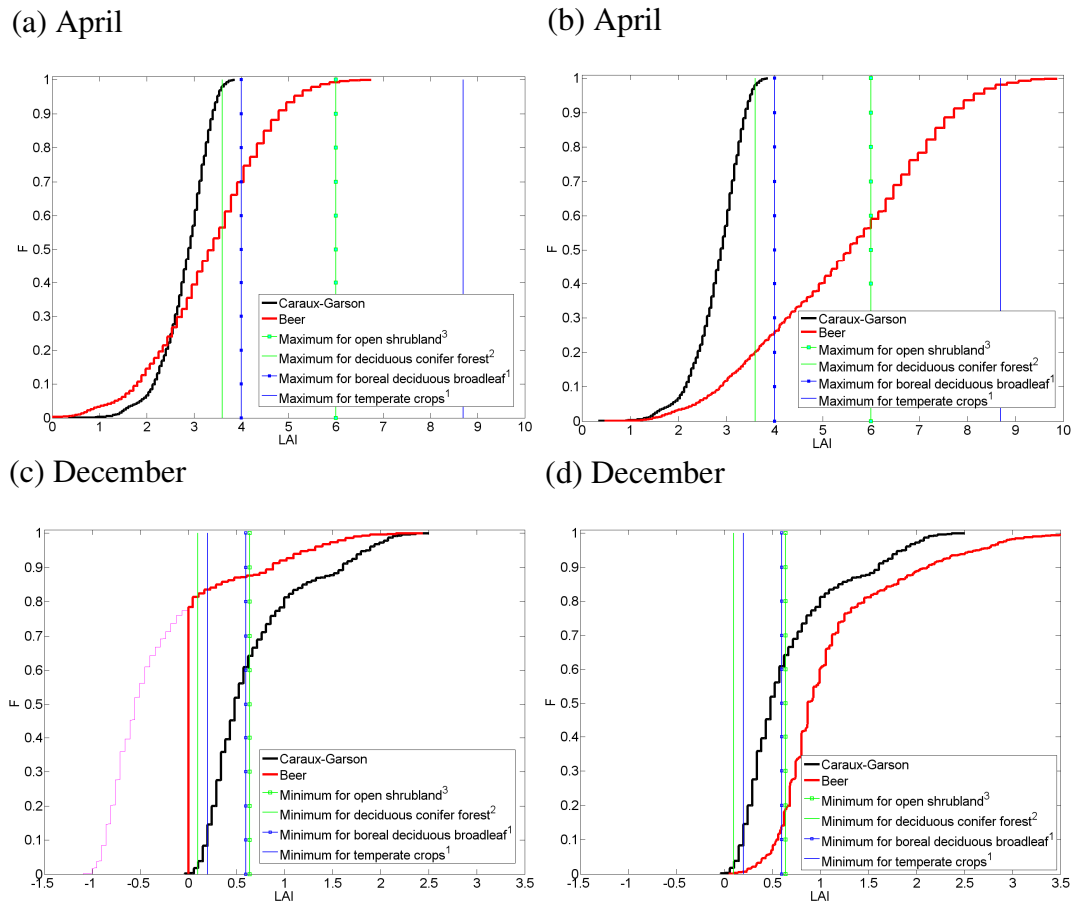 (a) April
(b) April
1
0.9
0.8
0.7
0.6
0.5
0.4
0.3
0.2
0.1
0
F
0 1 2 3 4 5 6 7 8 9 10
LAI
Caraux-Garson
Beer
Maximum for open shrubland³
Maximum for deciduous conifer forest²
Maximum for boreal deciduous broadleaf¹
Maximum for temperate crops¹
1
0.9
0.8
0.7
0.6
0.5
0.4
0.3
0.2
0.1
0
F
0 1 2 3 4 5 6 7 8 9 10
LAI
Caraux-Garson
Beer
Maximum for open shrubland³
Maximum for deciduous conifer forest²
Maximum for boreal deciduous broadleaf¹
Maximum for temperate crops¹
(c) December
(d) December
1
0.9
0.8
0.7
0.6
0.5
0.4
0.3
0.2
0.1
0
F
-1.5 -1 -0.5 0 0.5 1 1.5 2 2.5 3 3.5
LAI
Caraux-Garson
Beer
Minimum for open shrubland³
Minimum for deciduous conifer forest²
Minimum for boreal deciduous broadleaf¹
Minimum for temperate crops¹
1
0.9
0.8
0.7
0.6
0.5
0.4
0.3
0.2
0.1
0
F
-1.5 -1 -0.5 0 0.5 1 1.5 2 2.5 3 3.5
LAI
Caraux-Garson
Beer
Minimum for open shrubland³
Minimum for deciduous conifer forest²
Minimum for boreal deciduous broadleaf¹
Minimum for temperate crops¹